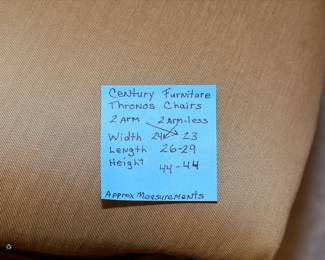 Century Furniture
Thronos Chairs
2 Arm 2 Arm-less
Width 24 23
Length 26-29
Height 44-44
Approx Measurements